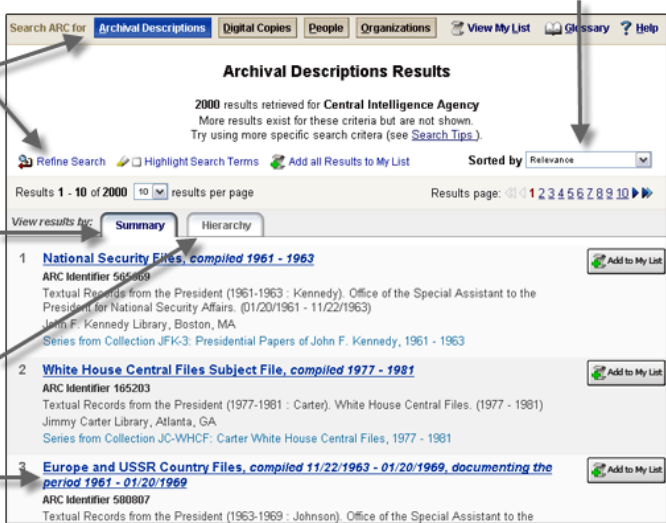 Search ARC for Archival Descriptions Digital Copies People Organizations View My List Glossary ? Help
Archival Descriptions Results
2000 results retrieved for Central Intelligence Agency
More results exist for these criteria but are not shown.
Try using more specific search critera (see Search Tips ).
Refine Search Highlight Search Terms Add all Results to My List Sorted by Relevance
Results 1 - 10 of 2000 10 results per page Results page: 1 2 3 4 5 6 7 8 9 10
View results by: Summary Hierarchy
1 National Security Files, compiled 1961 - 1963 Add to My List
ARC Identifier 565669
Textual Records from the President (1961-1963 : Kennedy). Office of the Special Assistant to the
President for National Security Affairs. (01/20/1961 - 11/22/1963)
John F. Kennedy Library, Boston, MA
Series from Collection JFK-3: Presidential Papers of John F. Kennedy, 1961 - 1963
2 White House Central Files Subject File, compiled 1977 - 1981 Add to My List
ARC Identifier 165203
Textual Records from the President (1977-1981 : Carter). White House Central Files. (1977 - 1981)
Jimmy Carter Library, Atlanta, GA
Series from Collection JC-WHCF: Carter White House Central Files, 1977 - 1981
3 Europe and USSR Country Files, compiled 11/22/1963 - 01/20/1969, documenting the Add to My List
period 1961 - 01/20/1969
ARC Identifier 580807
Textual Records from the President (1963-1969 : Johnson). Office of the Special Assistant to the